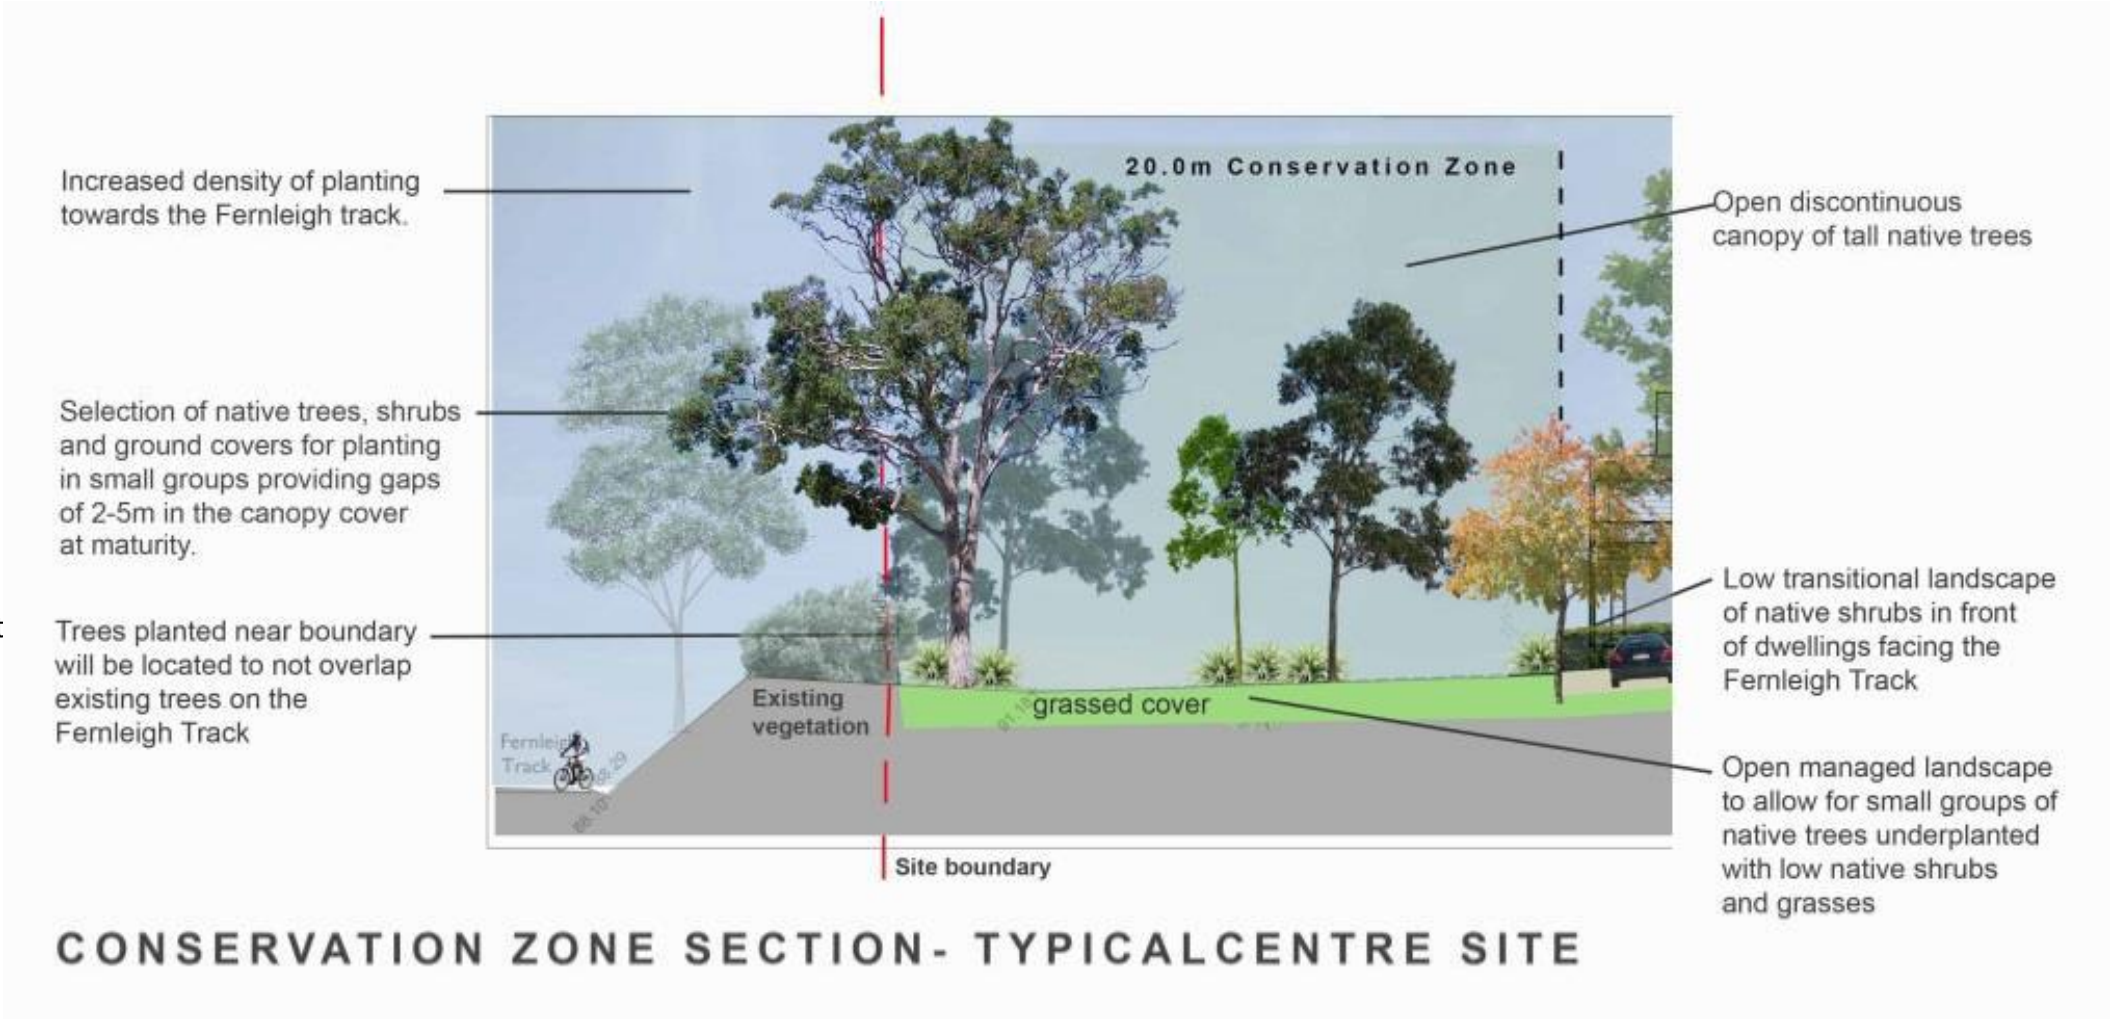 Increased density of planting
towards the Fernleigh track.
Selection of native trees, shrubs
and ground covers for planting
in small groups providing gaps
of 2-5m in the canopy cover
at maturity.
Trees planted near boundary
will be located to not overlap
existing trees on the
Fernleigh Track
20.0m Conservation Zone
Existing
vegetation
grassed cover
Fernleigh
Track
88.10
Site boundary
Open discontinuous
canopy of tall native trees
Low transitional landscape
of native shrubs in front
of dwellings facing the
Fernleigh Track
Open managed landscape
to allow for small groups of
native trees underplanted
with low native shrubs
and grasses
CONSERVATION ZONE SECTION- TYPICALCENTRE SITE